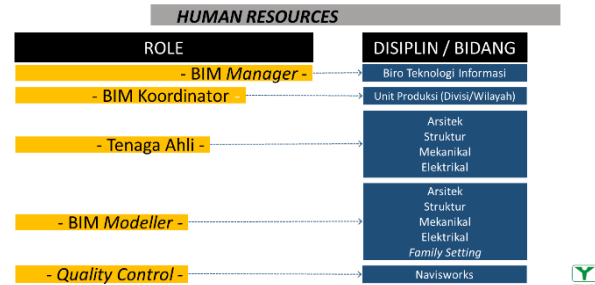 HUMAN RESOURCES
ROLE
DISIPLIN / BIDANG
- BIM Manager -
Biro Teknologi Informasi
- BIM Koordinator -
Unit Produksi (Divisi/Wilayah)
- Tenaga Ahli -
Arsitek
Struktur
Mekanikal
Elektrikal
- BIM Modeller -
Arsitek
Struktur
Mekanikal
Elektrikal
Family Setting
- Quality Control -
Navisworks